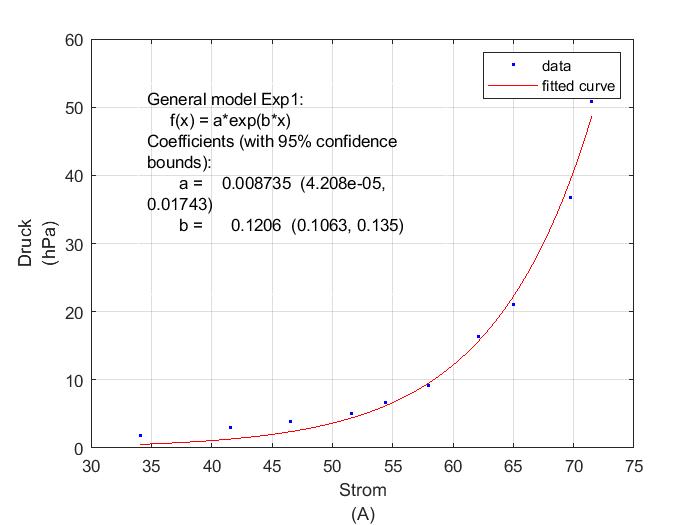 60
50
40
30
20
10
0
30
35
40
45
50
55
60
65
70
75
Druck
(hPa)
Strom
(A)
data
fitted curve
General model Exp1:
f(x) = a*exp(b*x)
Coefficients (with 95% confidence
bounds):
a = 0.008735 (4.208e-05,
0.01743)
b = 0.1206 (0.1063, 0.135)